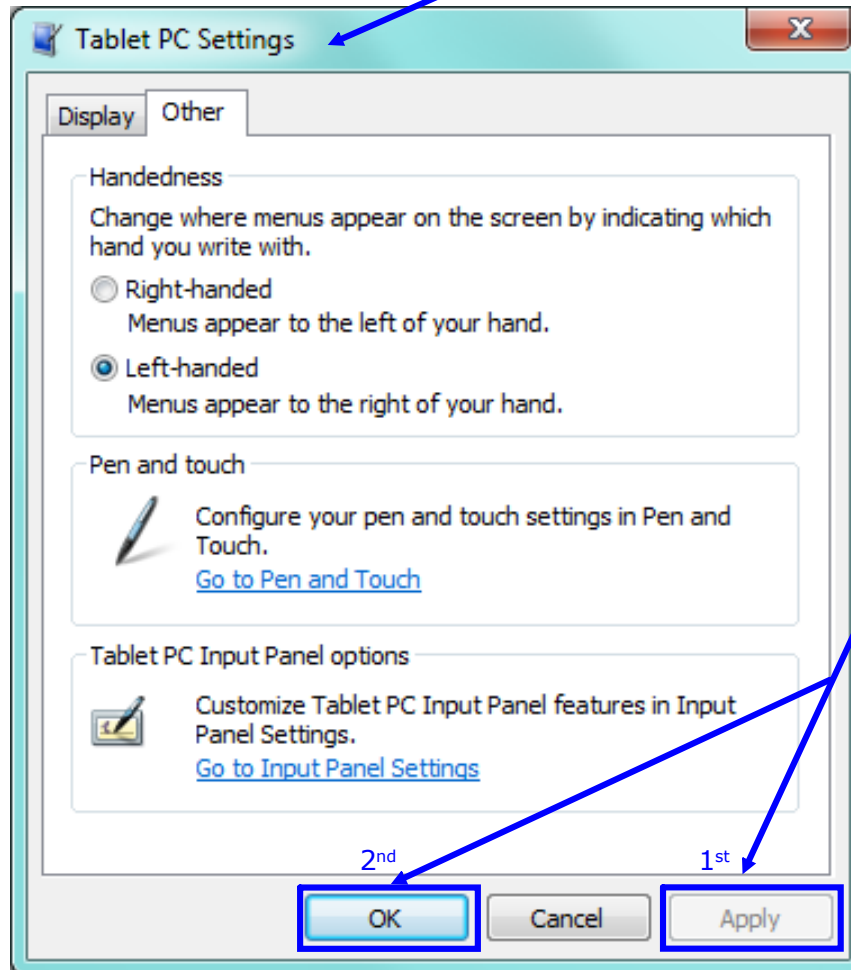 Tablet PC Settings
Display Other
Handedness
Change where menus appear on the screen by indicating which
hand you write with.
Right-handed
Menus appear to the left of your hand.
Left-handed
Menus appear to the right of your hand.
Pen and touch
Configure your pen and touch settings in Pen and
Touch.
Go to Pen and Touch
Tablet PC Input Panel options
Customize Tablet PC Input Panel features in Input
Panel Settings.
Go to Input Panel Settings
2nd 1st
OK Cancel Apply